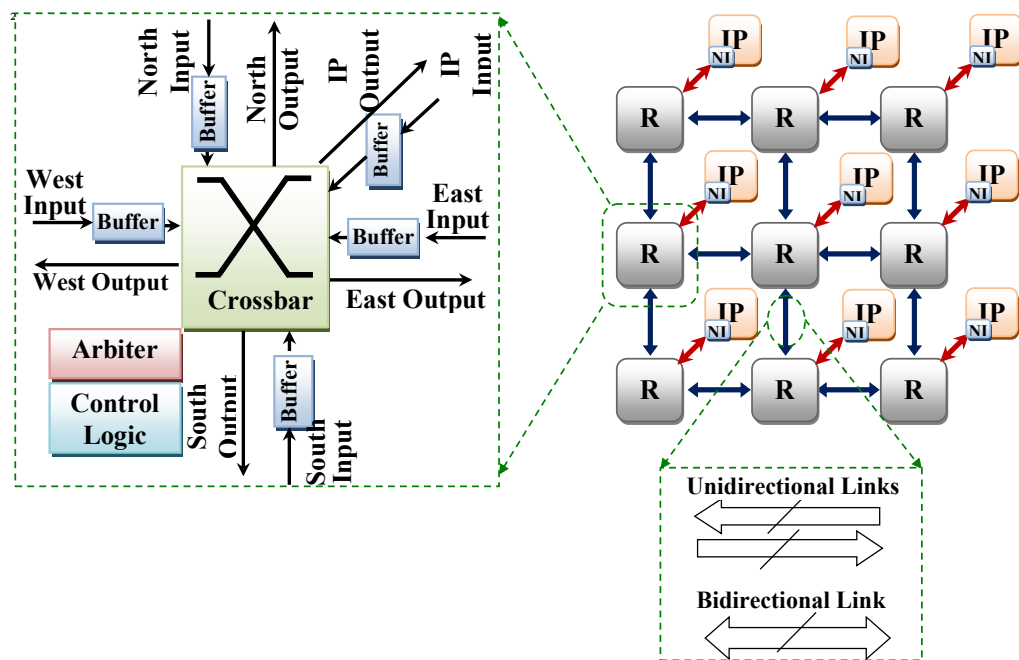 2
North
Input
North
Output
IP
Output
IP
Input
Buffer
Buffer
West
Input
Buffer
East
Input
Buffer
West Output
Crossbar
East Output
Arbiter
Control
Logic
South
Output
Buffer
South
Input
IP
NI
IP
NI
IP
NI
R
R
R
IP
NI
IP
NI
IP
NI
R
R
R
IP
NI
IP
NI
IP
NI
R
R
R
Unidirectional Links
Bidirectional Link